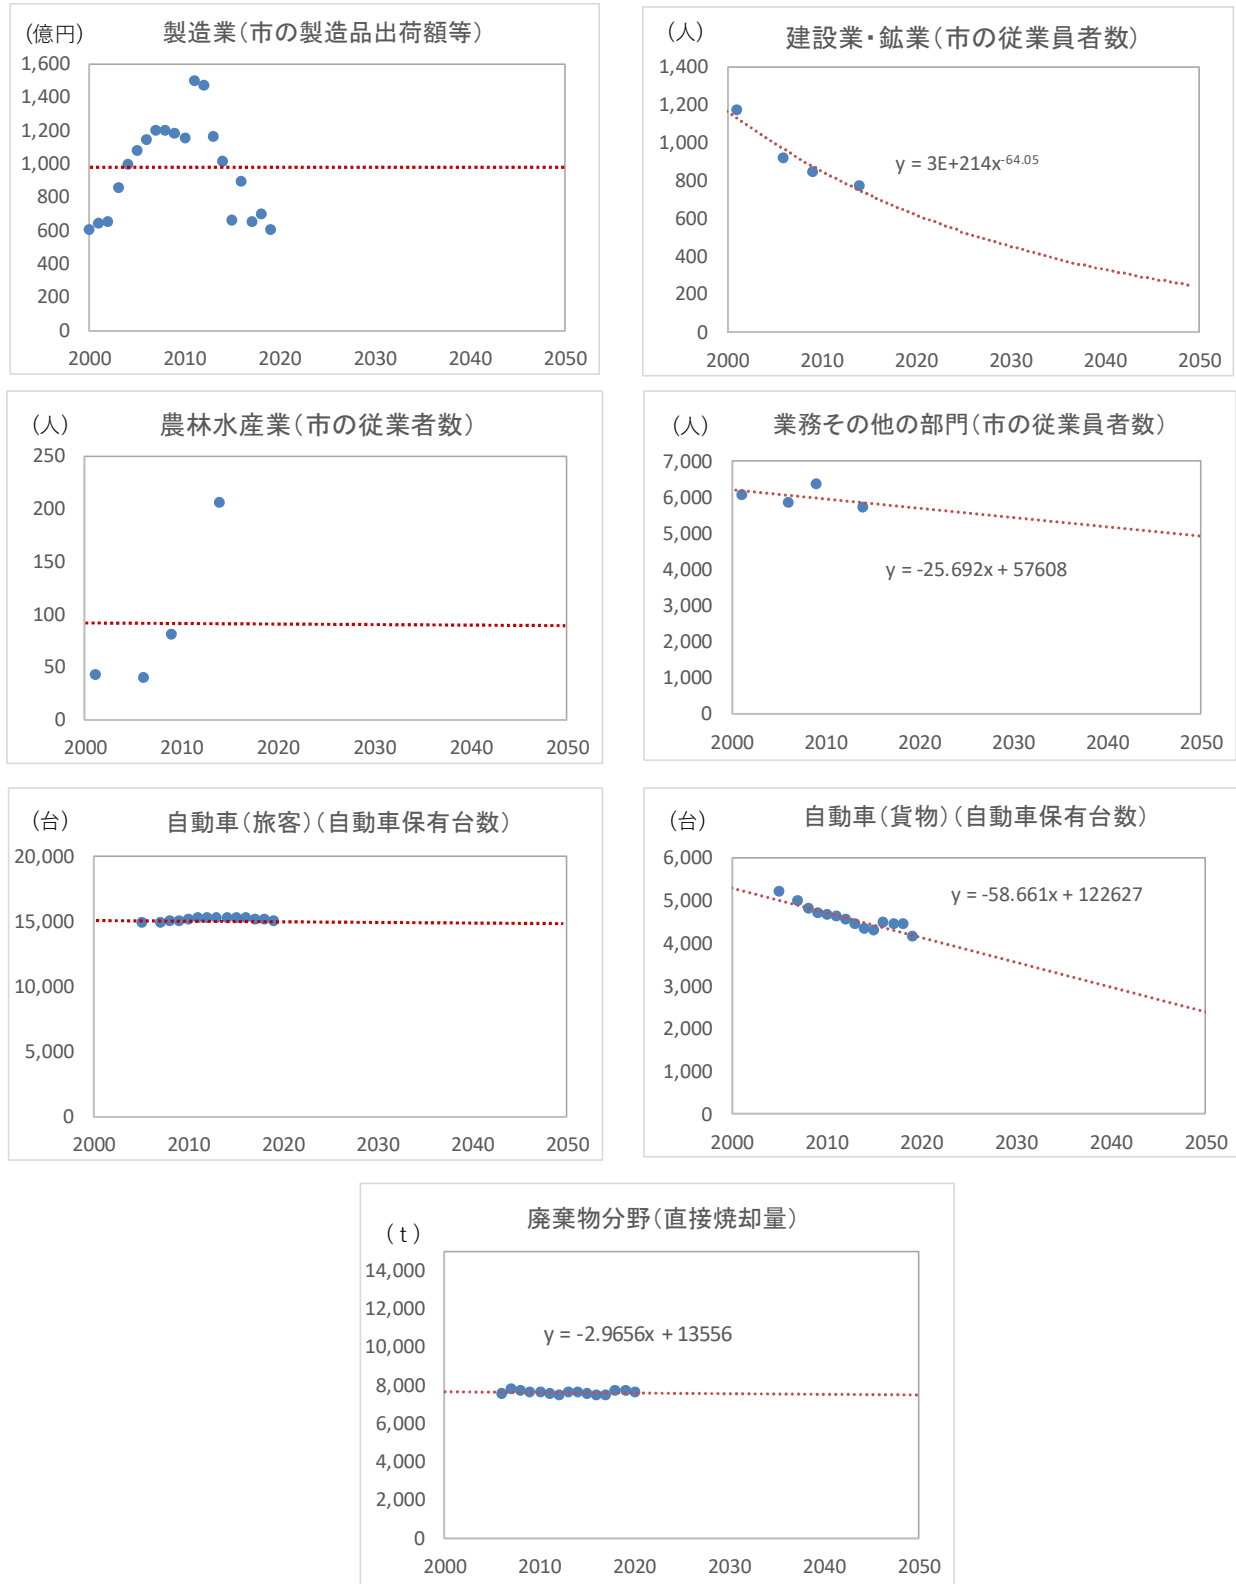 (億円)
製造業(市の製造品出荷額等)
1,600
1,400
1,200
1,000
800
600
400
200
0
2000 2010 2020 2030 2040 2050
(人)
建設業・鉱業(市の従業員者数)
1,400
1,200
1,000
800
600
400
200
0
y = 3E+214x^-64.05
2000 2010 2020 2030 2040 2050
(人)
農林水産業(市の従業者数)
250
200
150
100
50
0
2000 2010 2020 2030 2040 2050
(人)
業務その他の部門(市の従業員者数)
7,000
6,000
5,000
4,000
3,000
2,000
1,000
0
y = -25.692x + 57608
2000 2010 2020 2030 2040 2050
(台)
自動車(旅客)(自動車保有台数)
20,000
15,000
10,000
5,000
0
2000 2010 2020 2030 2040 2050
(台)
自動車(貨物)(自動車保有台数)
6,000
5,000
4,000
3,000
2,000
1,000
0
y = -58.661x + 122627
2000 2010 2020 2030 2040 2050
(t)
廃棄物分野(直接焼却量)
14,000
12,000
10,000
8,000
6,000
4,000
2,000
0
y = -2.9656x + 13556
2000 2010 2020 2030 2040 2050